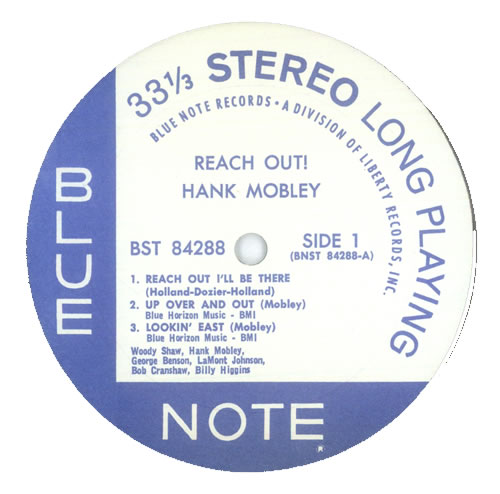 33⅓ STEREO LONG PLAYING
BLUE NOTE RECORDS • A DIVISION OF LIBERTY RECORDS, INC.
REACH OUT!
HANK MOBLEY
BST 84288
SIDE 1
(BNST 84288-A)
1. REACH OUT I'LL BE THERE
(Holland-Dozier-Holland)
2. UP OVER AND OUT (Mobley)
Blue Horizon Music - BMI
3. LOOKIN' EAST (Mobley)
Blue Horizon Music - BMI
Woody Shaw, Hank Mobley,
George Benson, LaMont Johnson,
Bob Cranshaw, Billy Higgins
BLUE
NOTE